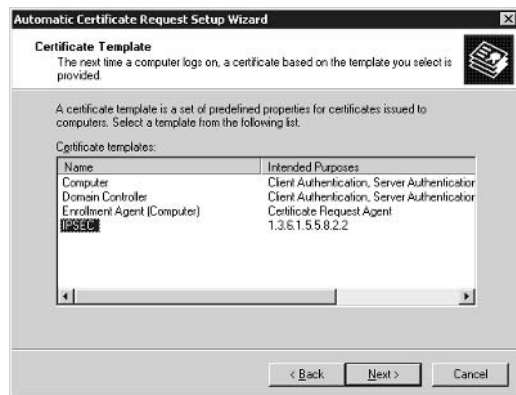 Automatic Certificate Request Setup Wizard
Certificate Template
The next time a computer logs on, a certificate based on the template you select is
provided.
A certificate template is a set of predefined properties for certificates issued to
computers. Select a template from the following list.
Certificate templates:
Name Intended Purposes
Computer Client Authentication, Server Authentication
Domain Controller Client Authentication, Server Authentication
Enrollment Agent (Computer) Certificate Request Agent
IPSEC 1.3.6.1.5.5.8.2.2
< Back Next > Cancel